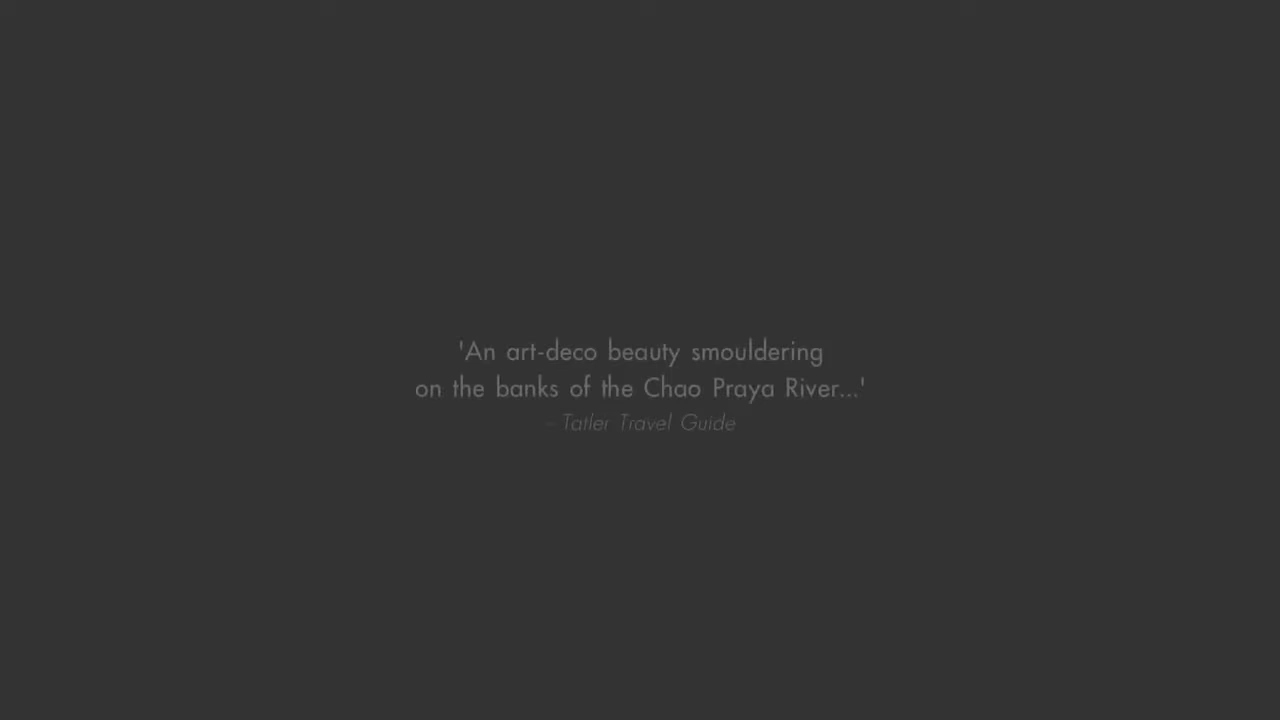 'An art-deco beauty smouldering
on the banks of the Chao Praya River...'
- Tatler Travel Guide